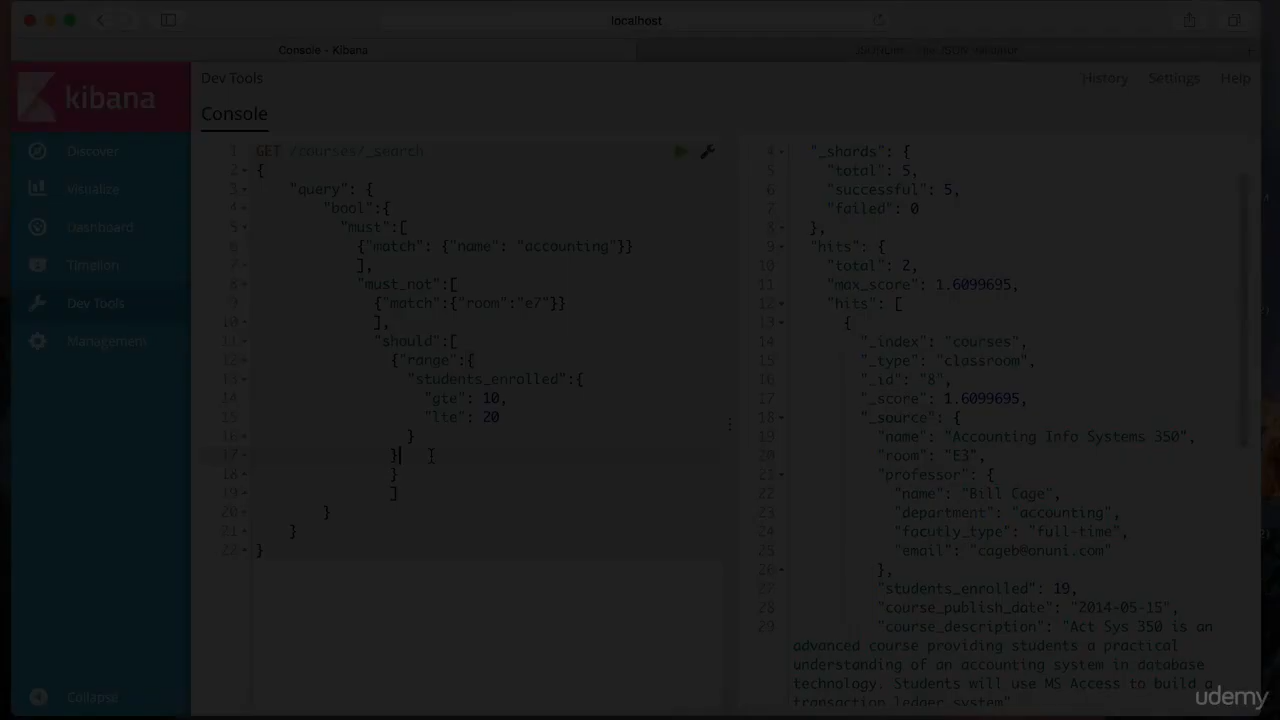 localhost
Console - Kibana
JSONLint - The JSON Validator
kibana
Discover
Visualize
Dashboard
Timelion
Dev Tools
Management
Collapse
Dev Tools
History Settings Help
Console
1 GET /courses/_search
2 {
3 "query": {
4 "bool":{
5 "must":[
6 {"match": {"name": "accounting"}}
7 ],
8 "must_not":[
9 {"match":{"room":"e7"}}
10 ],
11 "should":[
12 {"range":{
13 "students_enrolled":{
14 "gte": 10,
15 "lte": 20
16 }
17 }
18 }
19 ]
20 }
21 }
22 }
4 "_shards": {
5 "total": 5,
6 "successful": 5,
7 "failed": 0
8 },
9 "hits": {
10 "total": 2,
11 "max_score": 1.6099695,
12 "hits": [
13 {
14 "_index": "courses",
15 "_type": "classroom",
16 "_id": "8",
17 "_score": 1.6099695,
18 "_source": {
19 "name": "Accounting Info Systems 350",
20 "room": "E3",
21 "professor": {
22 "name": "Bill Cage",
23 "department": "accounting",
24 "facutly_type": "full-time",
25 "email": "cageb@onuni.com"
26 },
27 "students_enrolled": 19,
28 "course_publish_date": "2014-05-15",
29 "course_description": "Act Sys 350 is an
advanced course providing students a practical
understanding of an accounting system in database
technology. Students will use MS Access to build a
transaction ledger system"
udemy